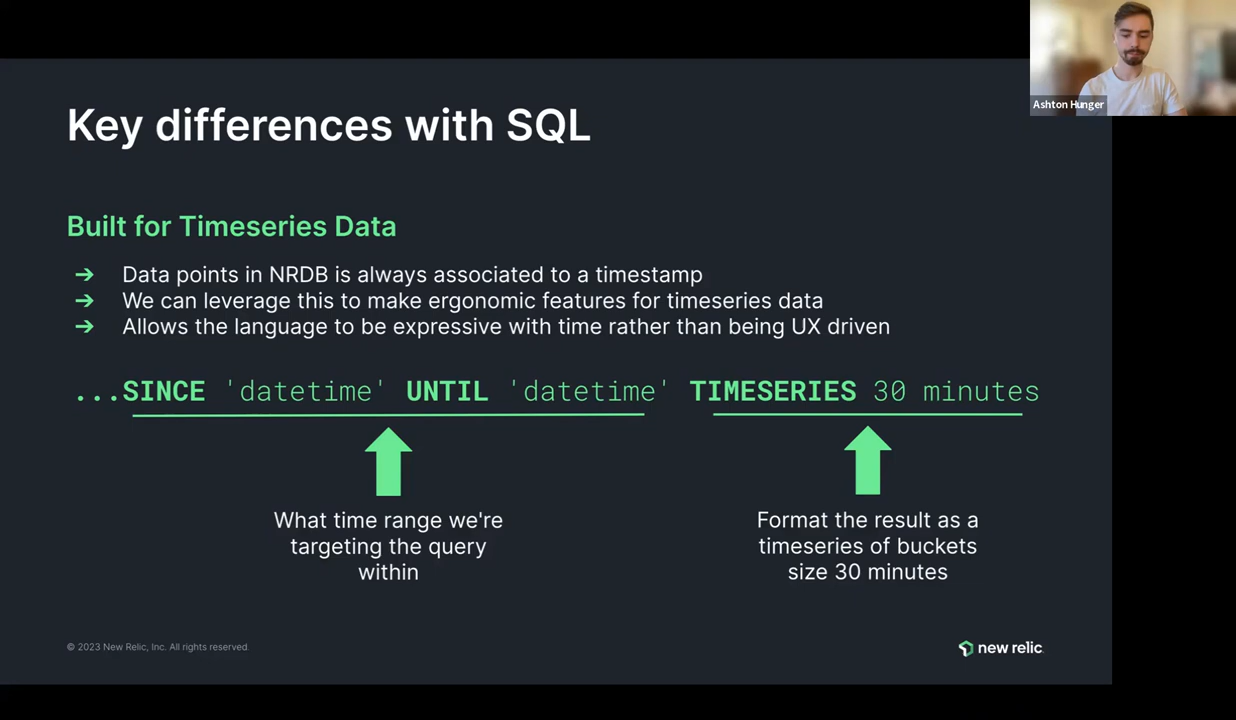 Ashton Hunger
Key differences with SQL
Built for Timeseries Data
➔ Data points in NRDB is always associated to a timestamp
➔ We can leverage this to make ergonomic features for timeseries data
➔ Allows the language to be expressive with time rather than being UX driven
...SINCE 'datetime' UNTIL 'datetime' TIMESERIES 30 minutes
What time range we're
targeting the query
within
Format the result as a
timeseries of buckets
size 30 minutes
© 2023 New Relic, Inc. All rights reserved.
new relic